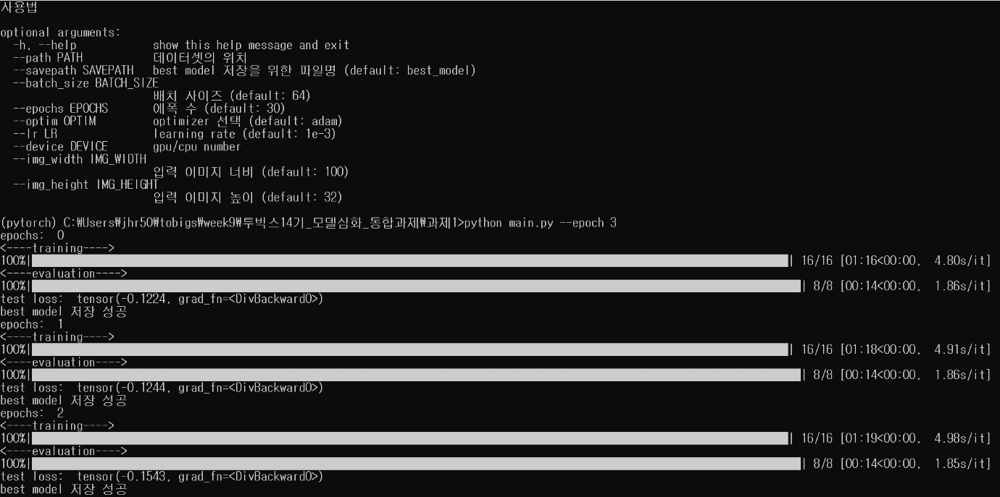 사용법
optional arguments:
-h, --help show this help message and exit
--path PATH 데이터셋의 위치
--savepath SAVEPATH best model 저장을 위한 파일명 (default: best_model)
--batch_size BATCH_SIZE
배치 사이즈 (default: 64)
--epochs EPOCHS 에폭 수 (default: 30)
--optim OPTIM optimizer 선택 (default: adam)
--lr LR learning rate (default: 1e-3)
--device DEVICE gpu/cpu number
--img_width IMG_WIDTH
입력 이미지 너비 (default: 100)
--img_height IMG_HEIGHT
입력 이미지 높이 (default: 32)
(pytorch) C:₩Users₩jhr50₩tobigs₩week9₩투빅스14기_모델심화_통합과제₩과제1>python main.py --epoch 3
epochs: 0
<----training---->
100%| | 16/16 [01:16<00:00, 4.80s/it]
<----evaluation---->
100%| | 8/8 [00:14<00:00, 1.86s/it]
test loss: tensor(-0.1224, grad_fn=<DivBackward0>)
best model 저장 성공
epochs: 1
<----training---->
100%| | 16/16 [01:18<00:00, 4.91s/it]
<----evaluation---->
100%| | 8/8 [00:14<00:00, 1.86s/it]
test loss: tensor(-0.1244, grad_fn=<DivBackward0>)
best model 저장 성공
epochs: 2
<----training---->
100%| | 16/16 [01:19<00:00, 4.98s/it]
<----evaluation---->
100%| | 8/8 [00:14<00:00, 1.85s/it]
test loss: tensor(-0.1543, grad_fn=<DivBackward0>)
best model 저장 성공